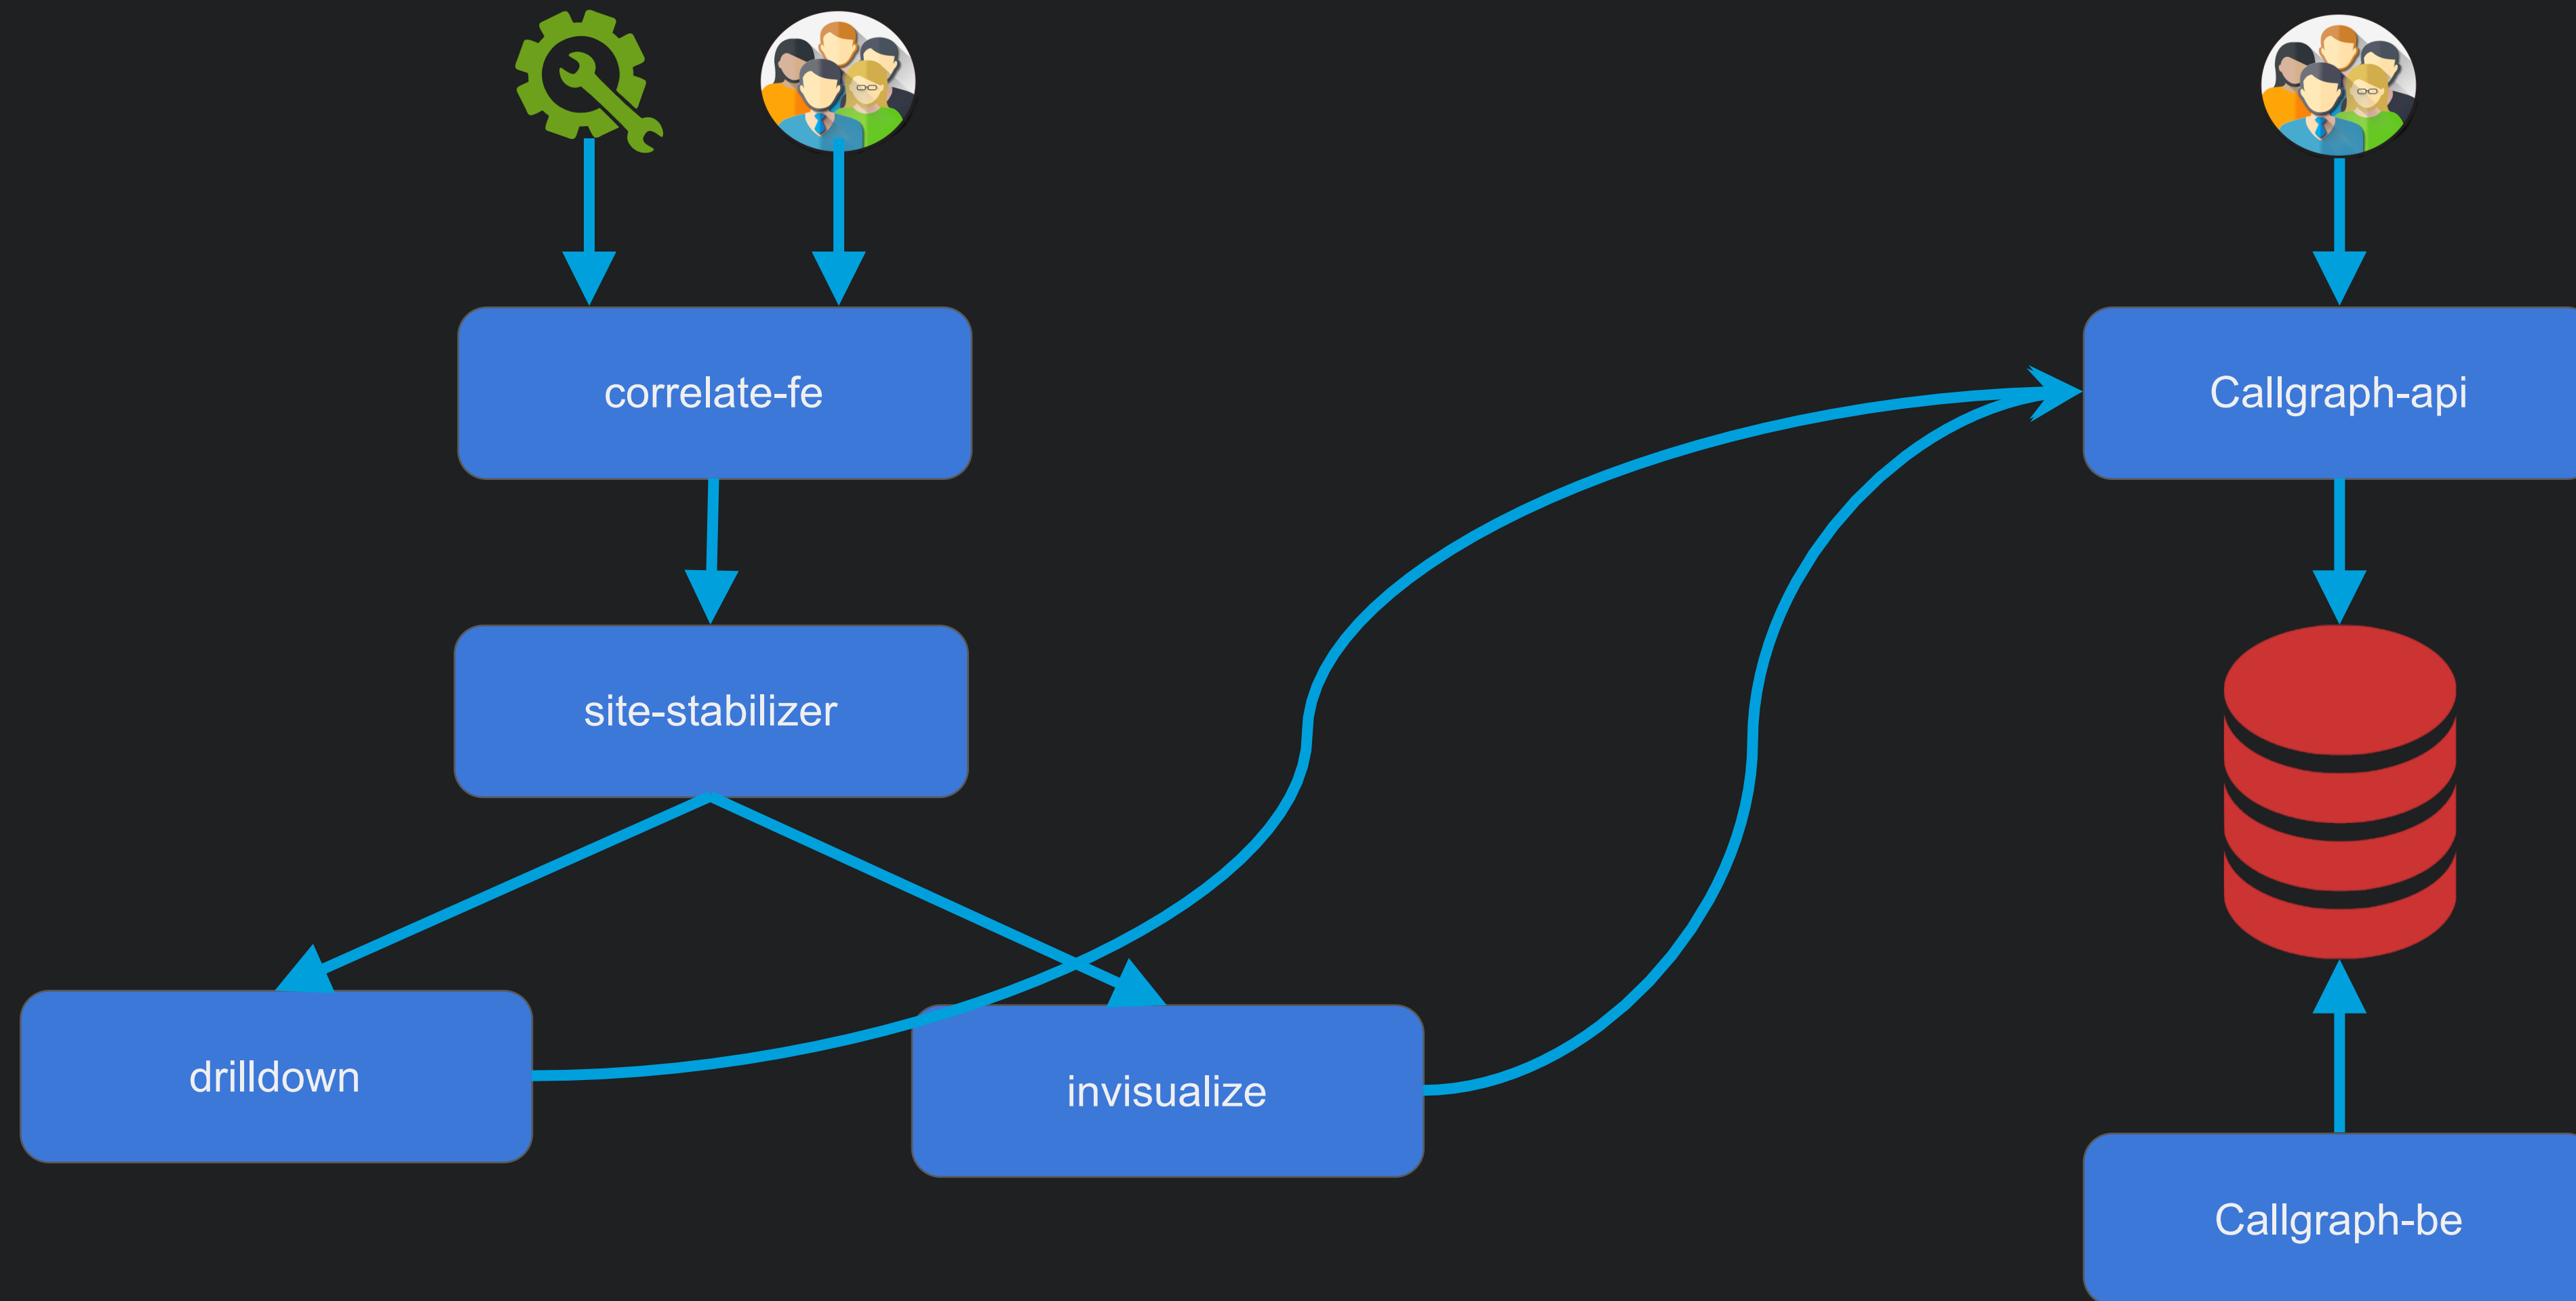 correlate-fe
Callgraph-api
site-stabilizer
drilldown
invisualize
Callgraph-be